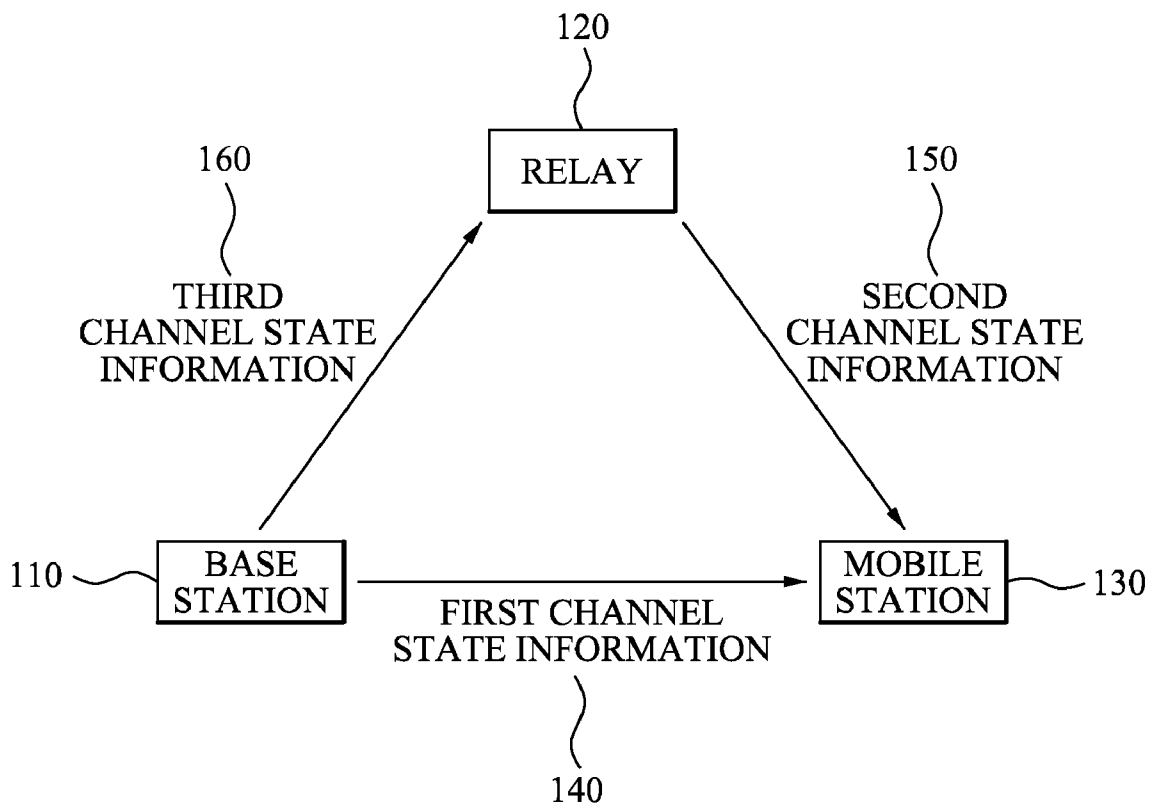 120
160
RELAY
150
THIRD
CHANNEL STATE
INFORMATION
SECOND
CHANNEL STATE
INFORMATION
110
BASE
STATION
MOBILE
STATION
130
FIRST CHANNEL
STATE INFORMATION
140